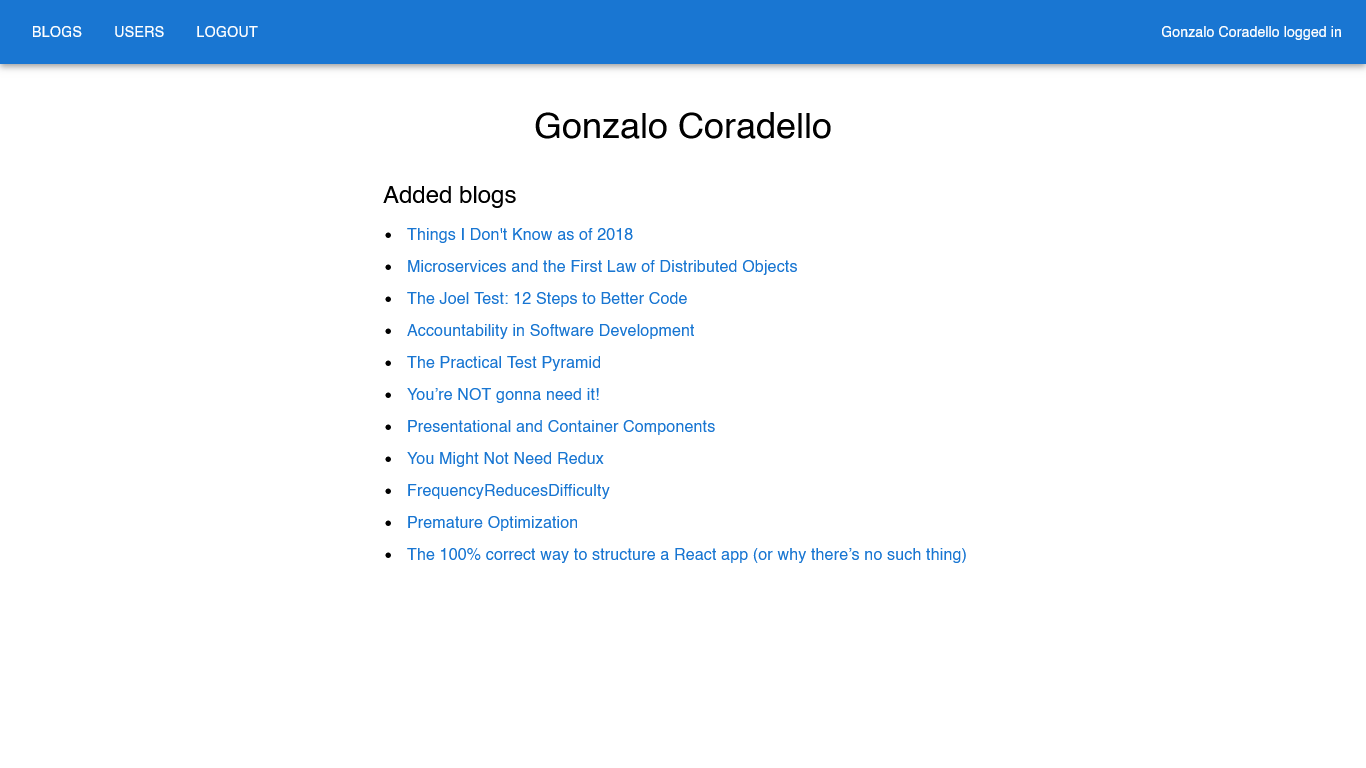 BLOGS USERS LOGOUT Gonzalo Coradello logged in
Gonzalo Coradello
Added blogs
Things I Don't Know as of 2018
Microservices and the First Law of Distributed Objects
The Joel Test: 12 Steps to Better Code
Accountability in Software Development
The Practical Test Pyramid
You’re NOT gonna need it!
Presentational and Container Components
You Might Not Need Redux
FrequencyReducesDifficulty
Premature Optimization
The 100% correct way to structure a React app (or why there’s no such thing)